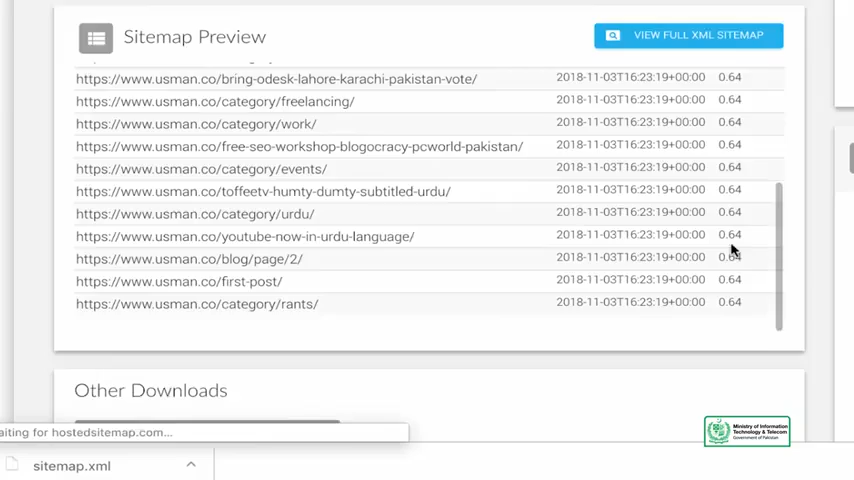 Sitemap Preview
VIEW FULL XML SITEMAP
https://www.usman.co/bring-odesk-lahore-karachi-pakistan-vote/ 2018-11-03T16:23:19+00:00 0.64
https://www.usman.co/category/freelancing/ 2018-11-03T16:23:19+00:00 0.64
https://www.usman.co/category/work/ 2018-11-03T16:23:19+00:00 0.64
https://www.usman.co/free-seo-workshop-blogocracy-pcworld-pakistan/ 2018-11-03T16:23:19+00:00 0.64
https://www.usman.co/category/events/ 2018-11-03T16:23:19+00:00 0.64
https://www.usman.co/toffeetv-humty-dumty-subtitled-urdu/ 2018-11-03T16:23:19+00:00 0.64
https://www.usman.co/category/urdu/ 2018-11-03T16:23:19+00:00 0.64
https://www.usman.co/youtube-now-in-urdu-language/ 2018-11-03T16:23:19+00:00 0.64
https://www.usman.co/blog/page/2/ 2018-11-03T16:23:19+00:00 0.64
https://www.usman.co/first-post/ 2018-11-03T16:23:19+00:00 0.64
https://www.usman.co/category/rants/ 2018-11-03T16:23:19+00:00 0.64
Other Downloads
aiting for hostedsitemap.com...
Ministry of Information
Technology & Telecom
Government of Pakistan
sitemap.xml